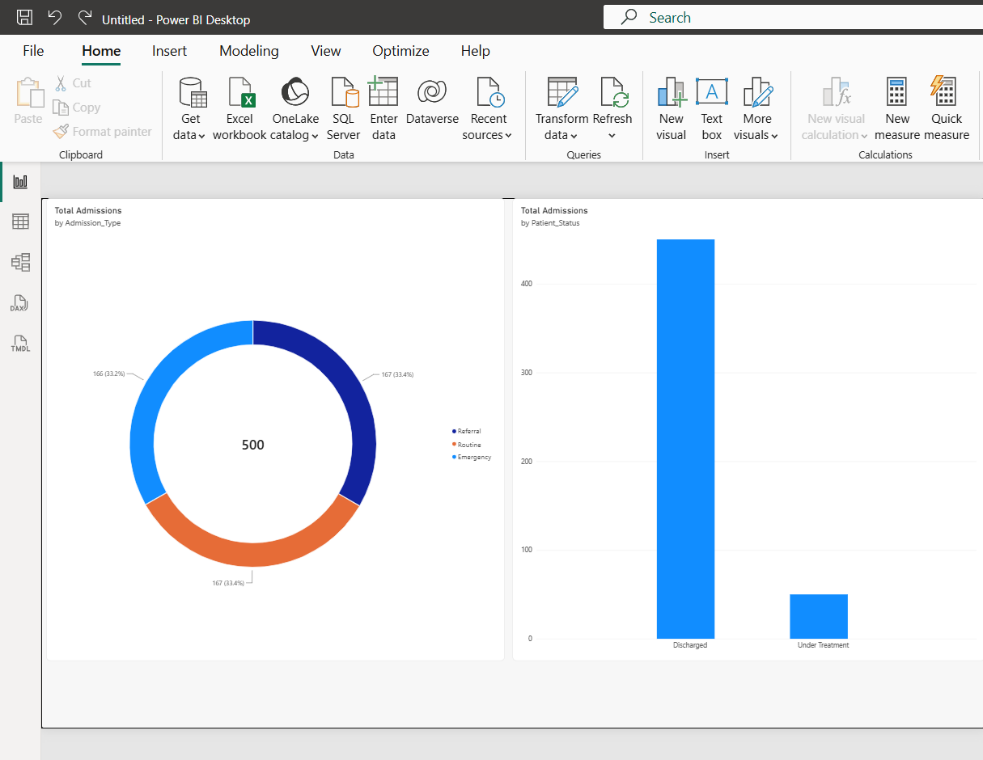 Untitled - Power BI Desktop
Search
File Home Insert Modeling View Optimize Help
Paste
Cut
Copy
Format painter
Clipboard
Get data
Excel workbook
OneLake catalog
SQL Server
Enter data
Dataverse
Recent sources
Data
Transform data
Refresh
Queries
New visual
Text box
More visuals
Insert
New visual calculation
New measure
Quick measure
Calculations
DAX
TMDL
Total Admissions
by Admission_Type
166 (33.2%)
167 (33.4%)
500
167 (33.4%)
Referral
Routine
Emergency
Total Admissions
by Patient_Status
400
300
200
100
0
Discharged
Under Treatment